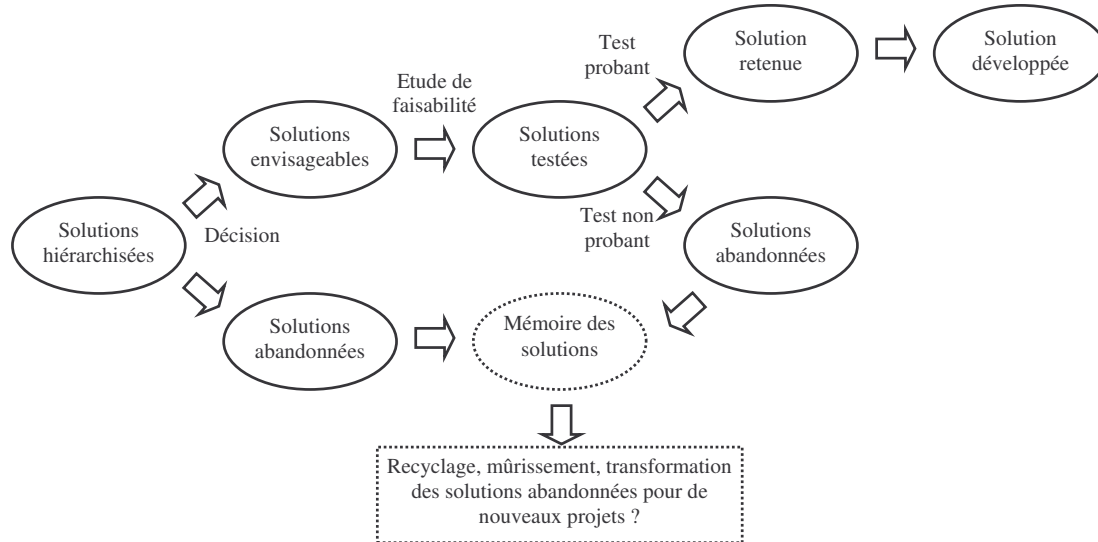 Test
probant
Solution
retenue
Solution
développée
Etude de
faisabilité
Solutions
envisageables
Solutions
testées
Solutions
hiérarchisées
Décision
Test non
probant
Solutions
abandonnées
Solutions
abandonnées
Mémoire des
solutions
Recyclage, mûrissement, transformation
des solutions abandonnées pour de
nouveaux projets ?